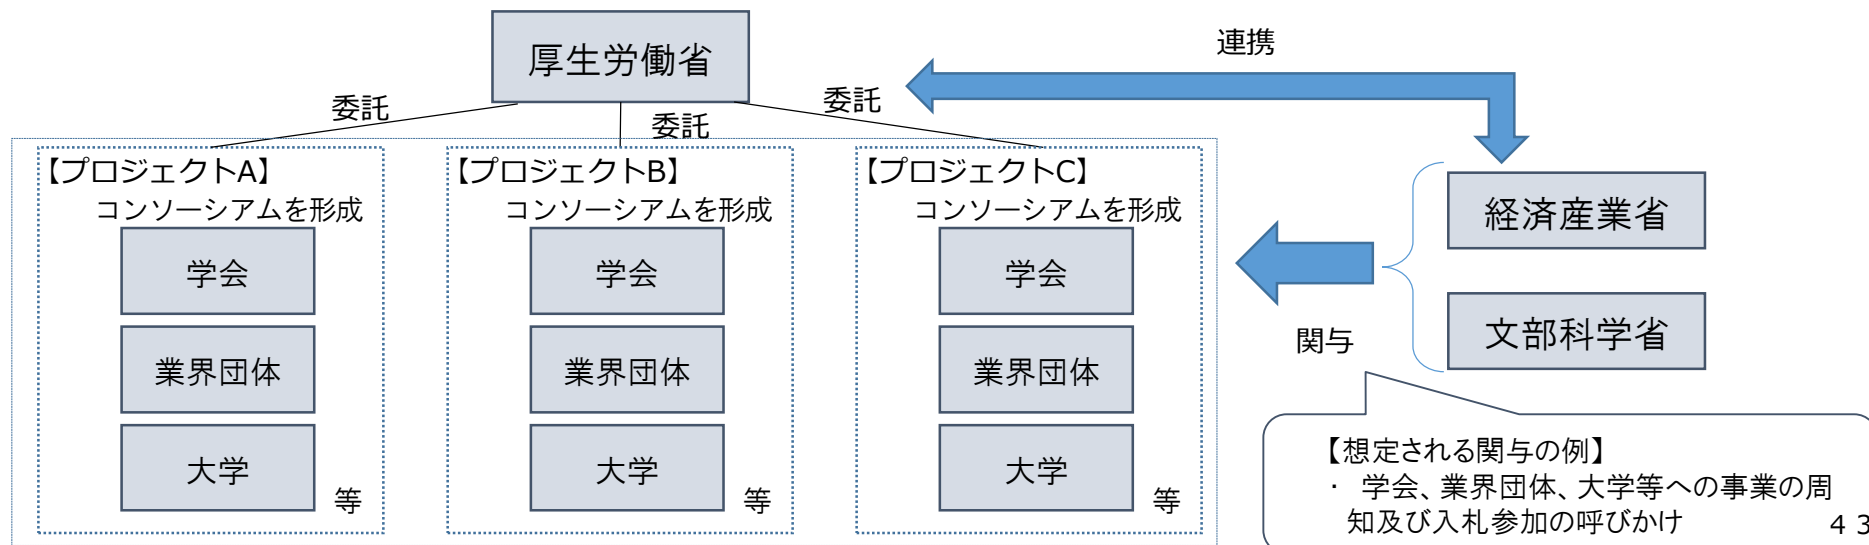 厚生労働省
連携
委託
委託
委託
【プロジェクトA】
コンソーシアムを形成
学会
業界団体
大学
等
【プロジェクトB】
コンソーシアムを形成
学会
業界団体
大学
等
【プロジェクトC】
コンソーシアムを形成
学会
業界団体
大学
等
関与
経済産業省
文部科学省
【想定される関与の例】
・ 学会、業界団体、大学等への事業の周
知及び入札参加の呼びかけ
４３